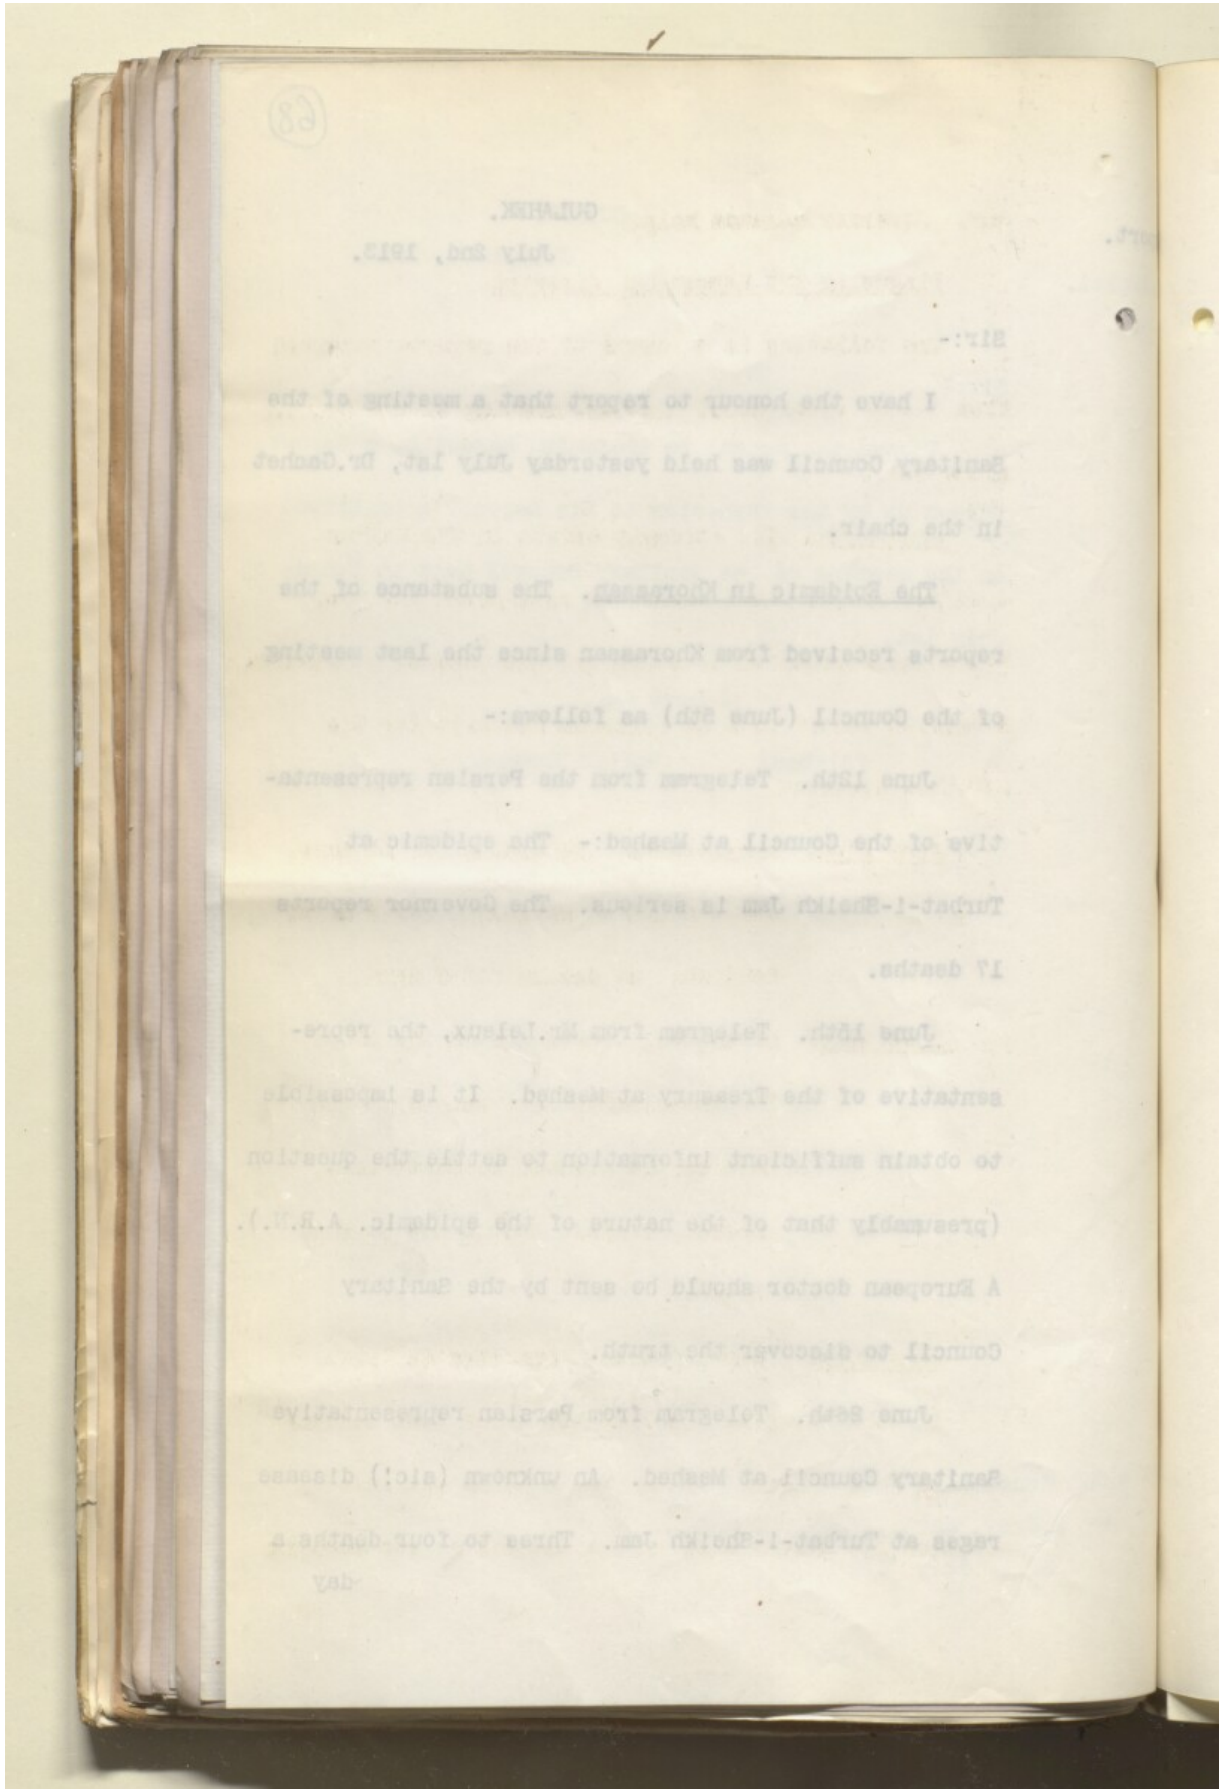 68
GULAHEK.
July 2nd, 1913.
Sir:-
I have the honour to report that a meeting of the
Sanitary Council was held yesterday July 1st, Dr.Gachet
in the chair.
The Epidemic in Khorassan. The substance of the
reports received from Khorassan since the last meeting
of the Council (June 5th) as follows:-
June 12th. Telegram from the Persian representa-
tive of the Council at Meshed:- The epidemic at
Turbat-i-Sheikh Jam is serious. The Governor reports
17 deaths.
June 15th. Telegram from Mr.Leleux, the repre-
sentative of the Treasury at Meshed. It is impossible
to obtain sufficient information to settle the question
(presumably that of the nature of the epidemic. A.R.N.).
A European doctor should be sent by the Sanitary
Council to discover the truth.
June 26th. Telegram from Persian representative
Sanitary Council at Meshed. An unknown (sic!) disease
rages at Turbat-i-Sheikh Jam. Three to four deaths a
day